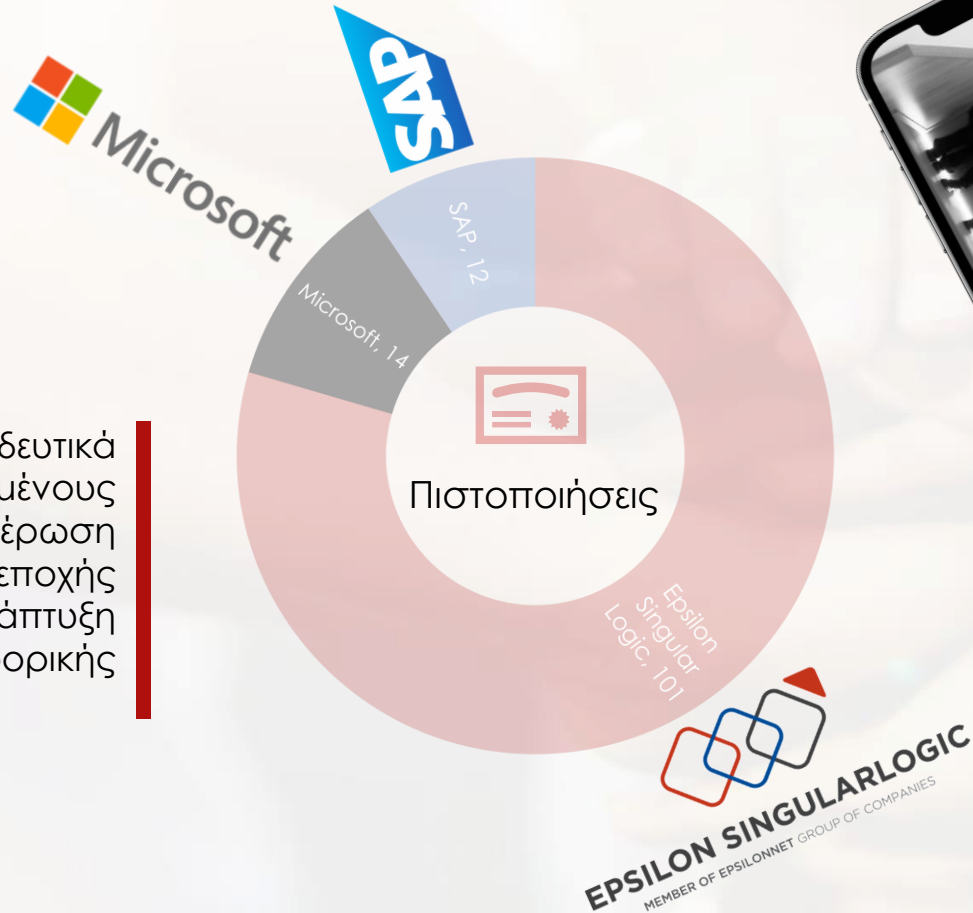 SAP
Microsoft
SAP, 12
Microsoft, 14
δευτικά
μένους
έρωση
εποχής
άπτυξη
ορικής
Πιστοποιήσεις
Epsilon
Singular
Logic, 101
EPSILON SINGULARLOGIC
MEMBER OF EPSILONNET GROUP OF COMPANIES